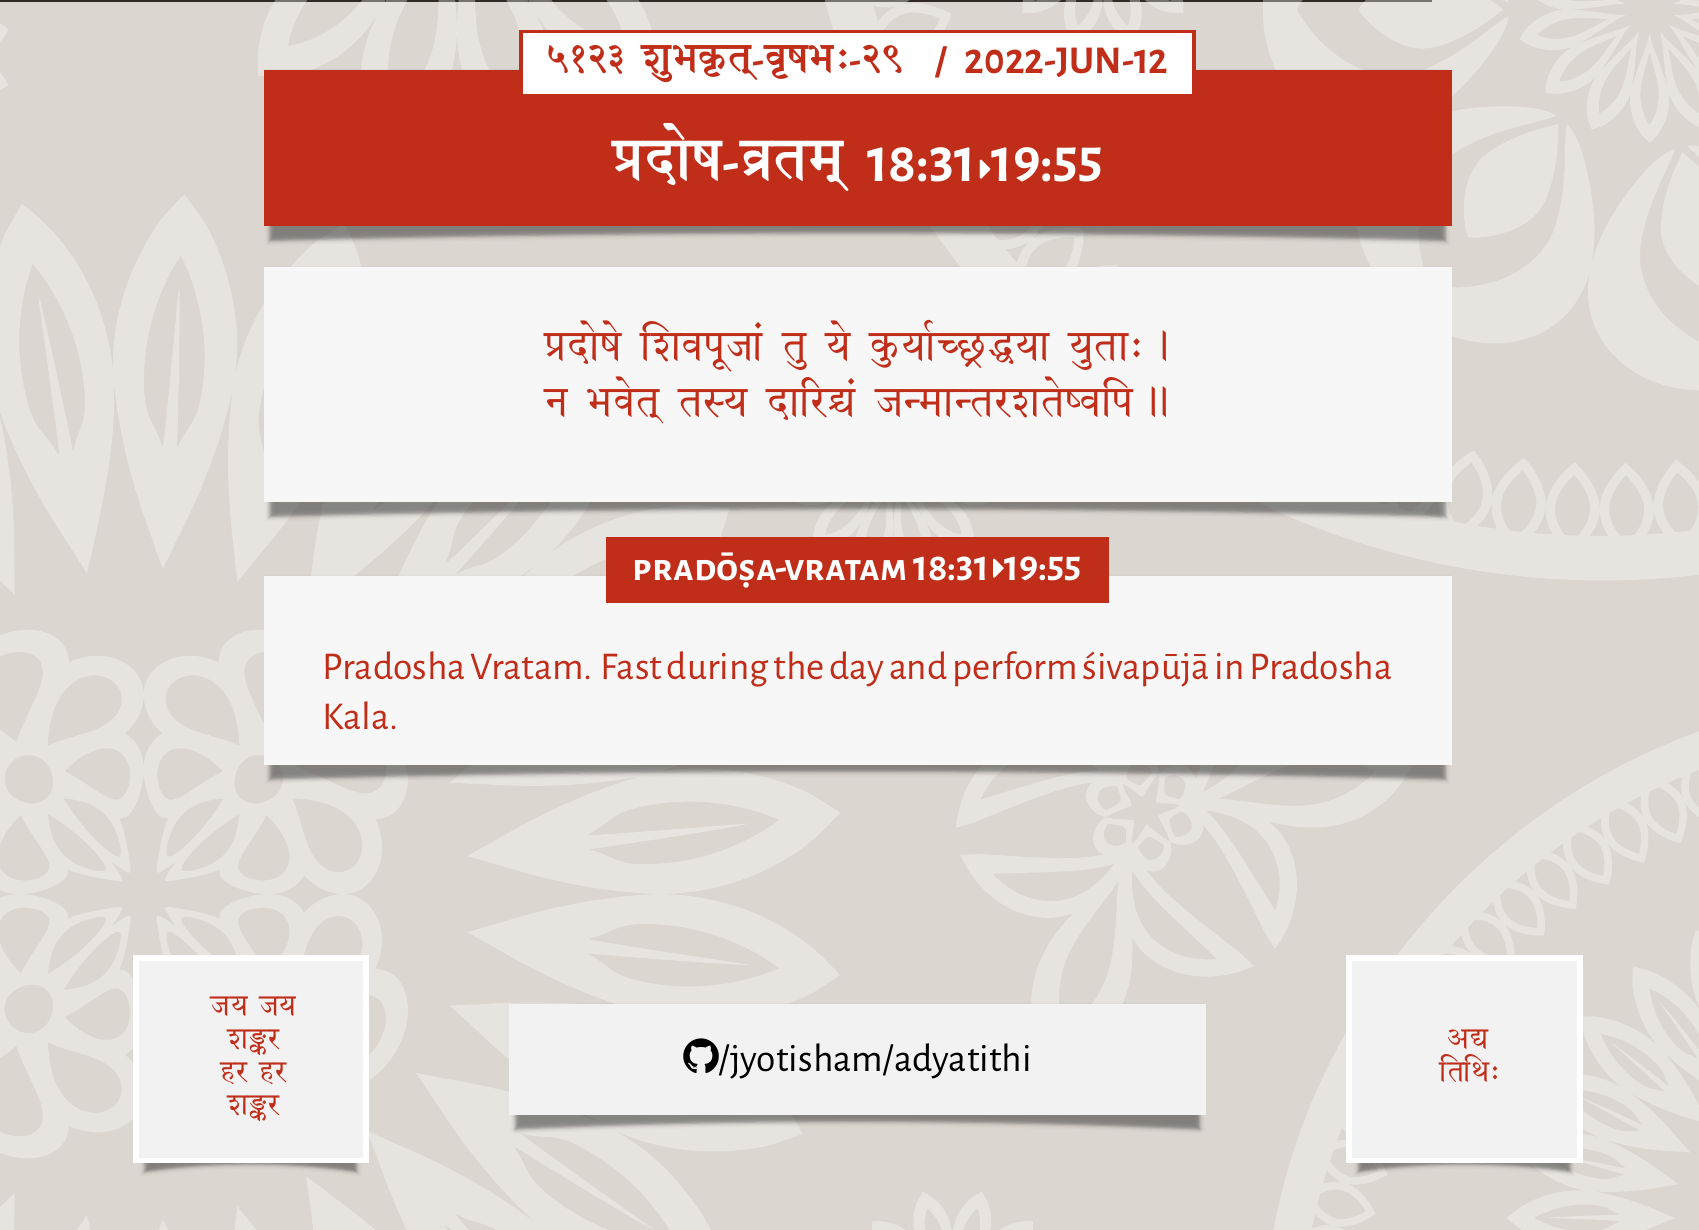 ५१२३ शुभकृत्-वृषभः-२९ / 2022-JUN-12
प्रदोष-व्रतम् 18:31▸19:55
प्रदोषे शिवपूजां तु ये कुर्याच्छ्रद्धया युताः ।
न भवेत् तस्य दारिद्र्यं जन्मान्तरशतेष्वपि ॥
PRADŌṢA-VRATAM 18:31▸19:55
Pradosha Vratam. Fast during the day and perform śivapūjā in Pradosha
Kala.
जय जय
शङ्कर
हर हर
शङ्कर
/jyotisham/adyatithi
अद्य
तिथिः